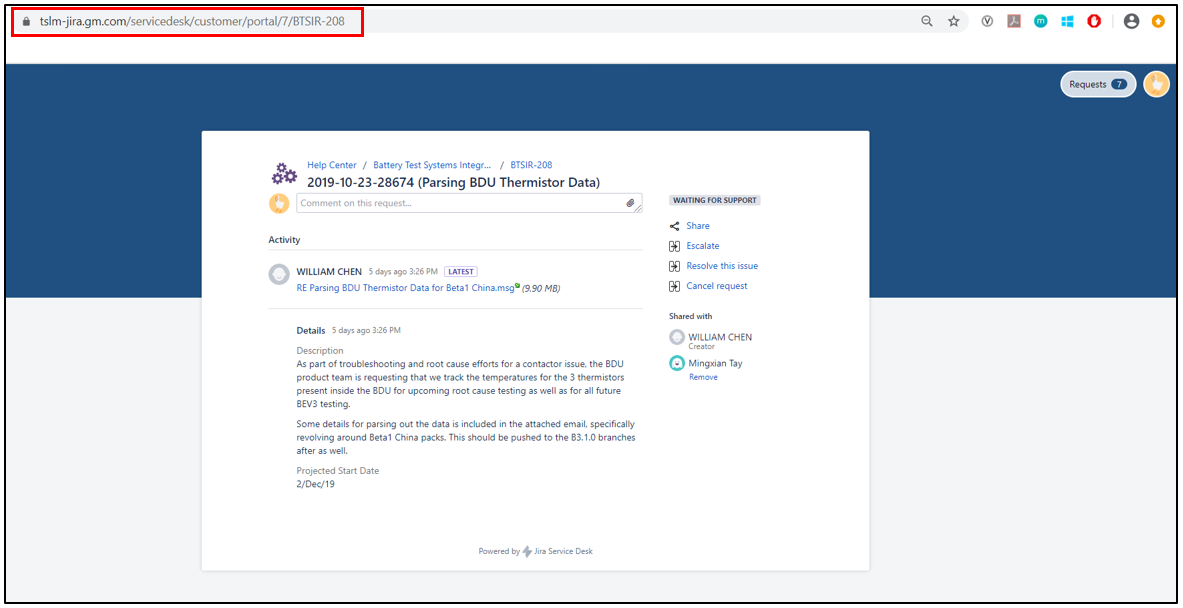 tslm-jira.gm.com/servicedesk/customer/portal/7/BTSIR-208
Requests 7
Help Center / Battery Test Systems Integr... / BTSIR-208
2019-10-23-28674 (Parsing BDU Thermistor Data)
Comment on this request...
Activity
WILLIAM CHEN 5 days ago 3:26 PM LATEST
RE Parsing BDU Thermistor Data for Beta1 China.msg (9.90 MB)
Details 5 days ago 3:26 PM
Description
As part of troubleshooting and root cause efforts for a contactor issue, the BDU
product team is requesting that we track the temperatures for the 3 thermistors
present inside the BDU for upcoming root cause testing as well as for all future
BEV3 testing.
Some details for parsing out the data is included in the attached email, specifically
revolving around Beta1 China packs. This should be pushed to the B3.1.0 branches
after as well.
Projected Start Date
2/Dec/19
WAITING FOR SUPPORT
Share
Escalate
Resolve this issue
Cancel request
Shared with
WILLIAM CHEN
Creator
Mingxian Tay
Remove
Powered by Jira Service Desk